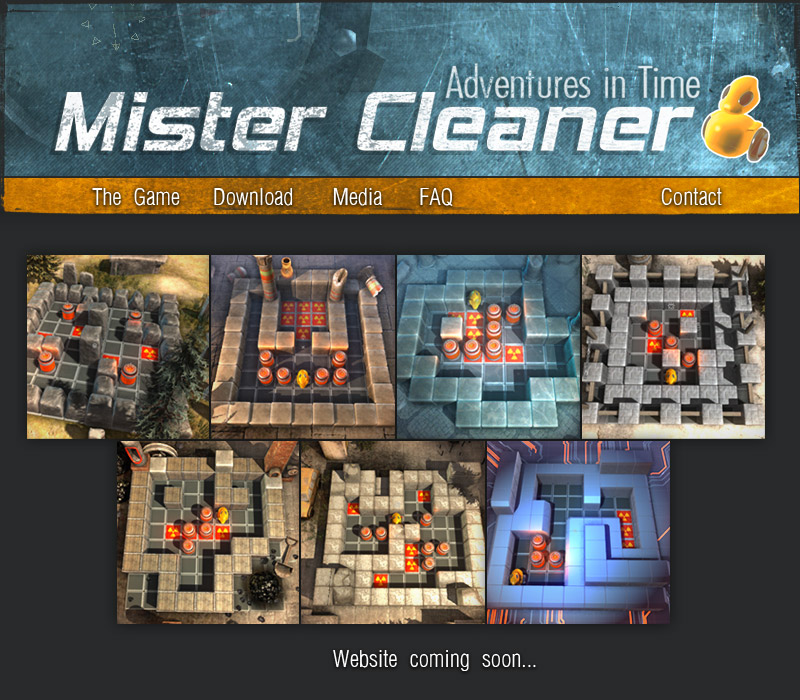 Adventures in Time
Mister Cleaner
The Game Download Media FAQ Contact
Website coming soon...